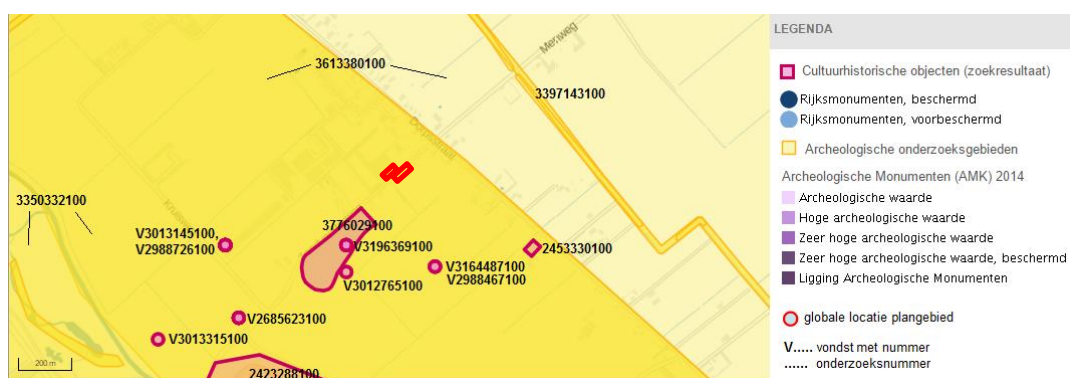 Merweg
3613380100
3397143100
Dorpsstraat
3350332100
Kruisweg
V3013145100,
V2988726100
3776029100
V3196369100
2453330100
V3164487100
V2988467100
V3012765100
V2685623100
V3013315100
2423288100
200 m
LEGENDA
Cultuurhistorische objecten (zoekresultaat)
Rijksmonumenten, beschermd
Rijksmonumenten, voorbeschermd
Archeologische onderzoeksgebieden
Archeologische Monumenten (AMK) 2014
Archeologische waarde
Hoge archeologische waarde
Zeer hoge archeologische waarde
Zeer hoge archeologische waarde, beschermd
Ligging Archeologische Monumenten
globale locatie plangebied
V..... vondst met nummer
...... onderzoeksnummer